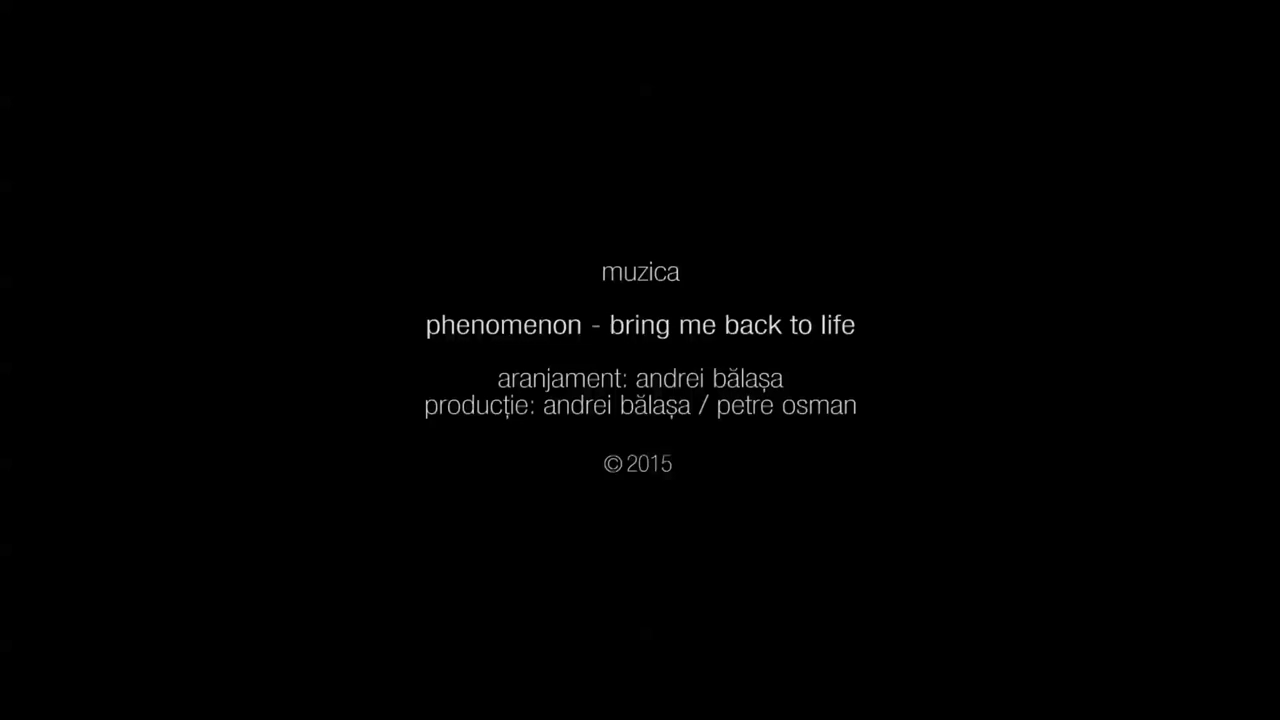 muzica
phenomenon - bring me back to life
aranjament: andrei bălașa
producție: andrei bălașa / petre osman
© 2015